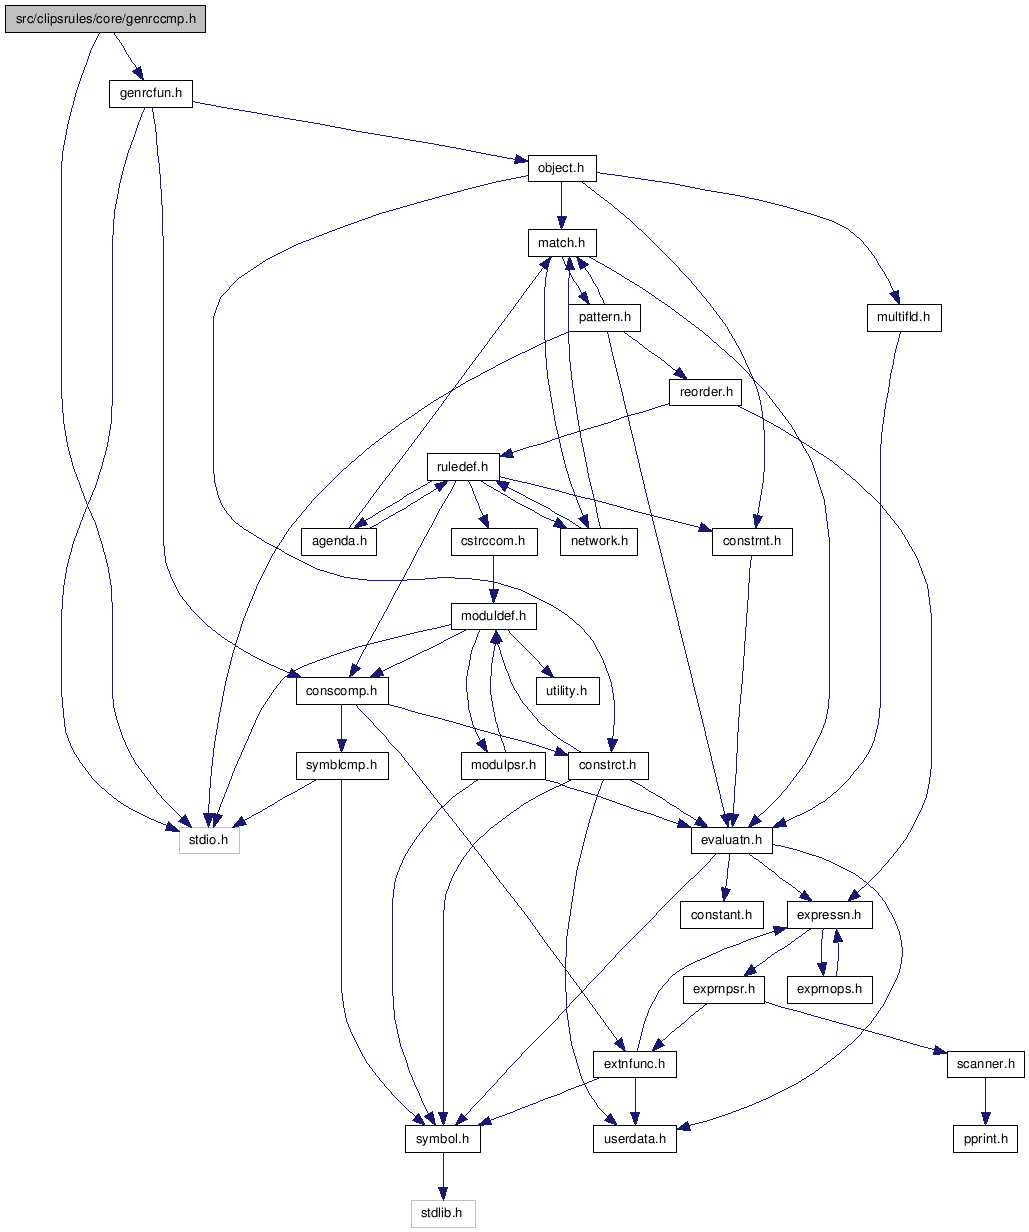 src/clipsrules/core/genrccmp.h
genrcfun.h
object.h
match.h
pattern.h
multifld.h
reorder.h
ruledef.h
agenda.h
cstrccom.h
network.h
constrnt.h
moduldef.h
conscomp.h
utility.h
symblcmp.h
modulpsr.h
constrct.h
stdio.h
evaluatn.h
constant.h
expressn.h
exprnpsr.h
exprnops.h
extnfunc.h
scanner.h
symbol.h
userdata.h
pprint.h
stdlib.h